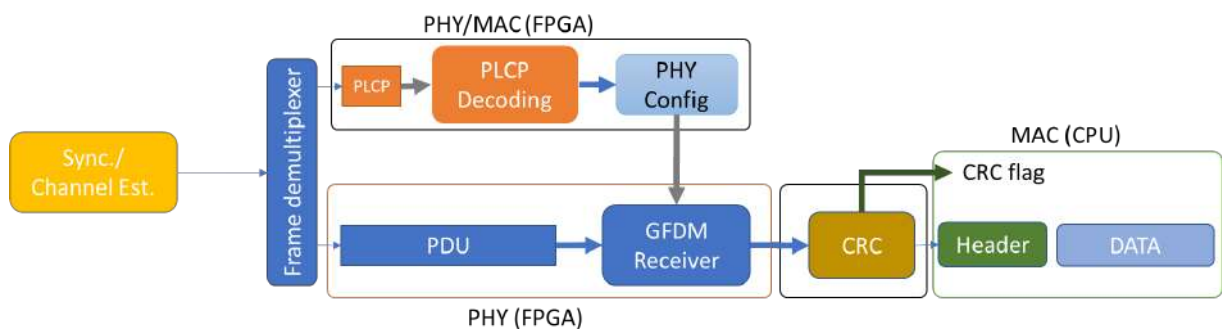 PHY/MAC (FPGA)
Frame demultiplexer
PLCP
PLCP
Decoding
PHY
Config
Sync./
Channel Est.
MAC (CPU)
CRC flag
PDU
GFDM
Receiver
CRC
Header
DATA
PHY (FPGA)